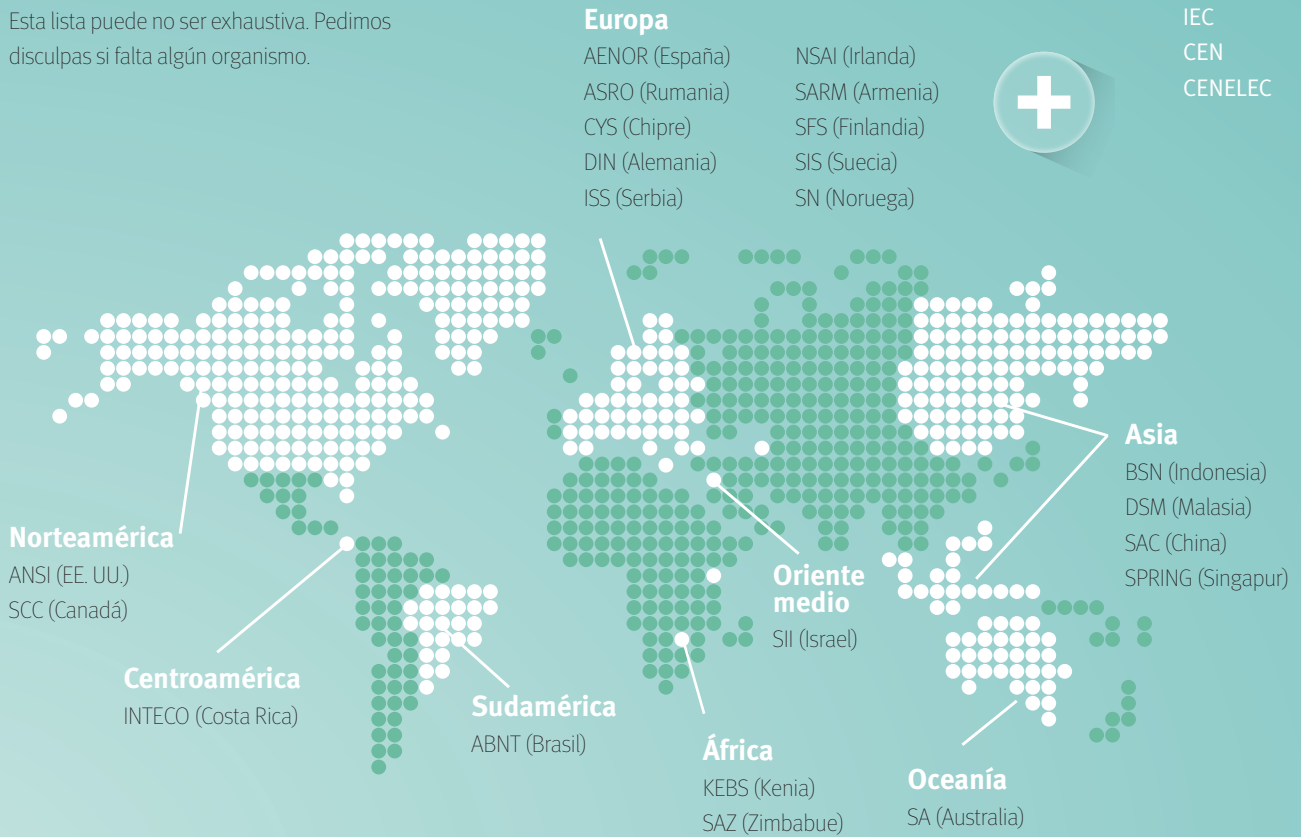 Esta lista puede no ser exhaustiva. Pedimos
disculpas si falta algún organismo.
Europa
AENOR (España)
ASRO (Rumania)
CYS (Chipre)
DIN (Alemania)
ISS (Serbia)
NSAI (Irlanda)
SARM (Armenia)
SFS (Finlandia)
SIS (Suecia)
SN (Noruega)
IEC
CEN
CENELEC
Norteamérica
ANSI (EE. UU.)
SCC (Canadá)
Centroamérica
INTECO (Costa Rica)
Sudamérica
ABNT (Brasil)
África
KEBS (Kenia)
SAZ (Zimbabue)
Oriente
medio
SII (Israel)
Oceanía
SA (Australia)
Asia
BSN (Indonesia)
DSM (Malasia)
SAC (China)
SPRING (Singapur)